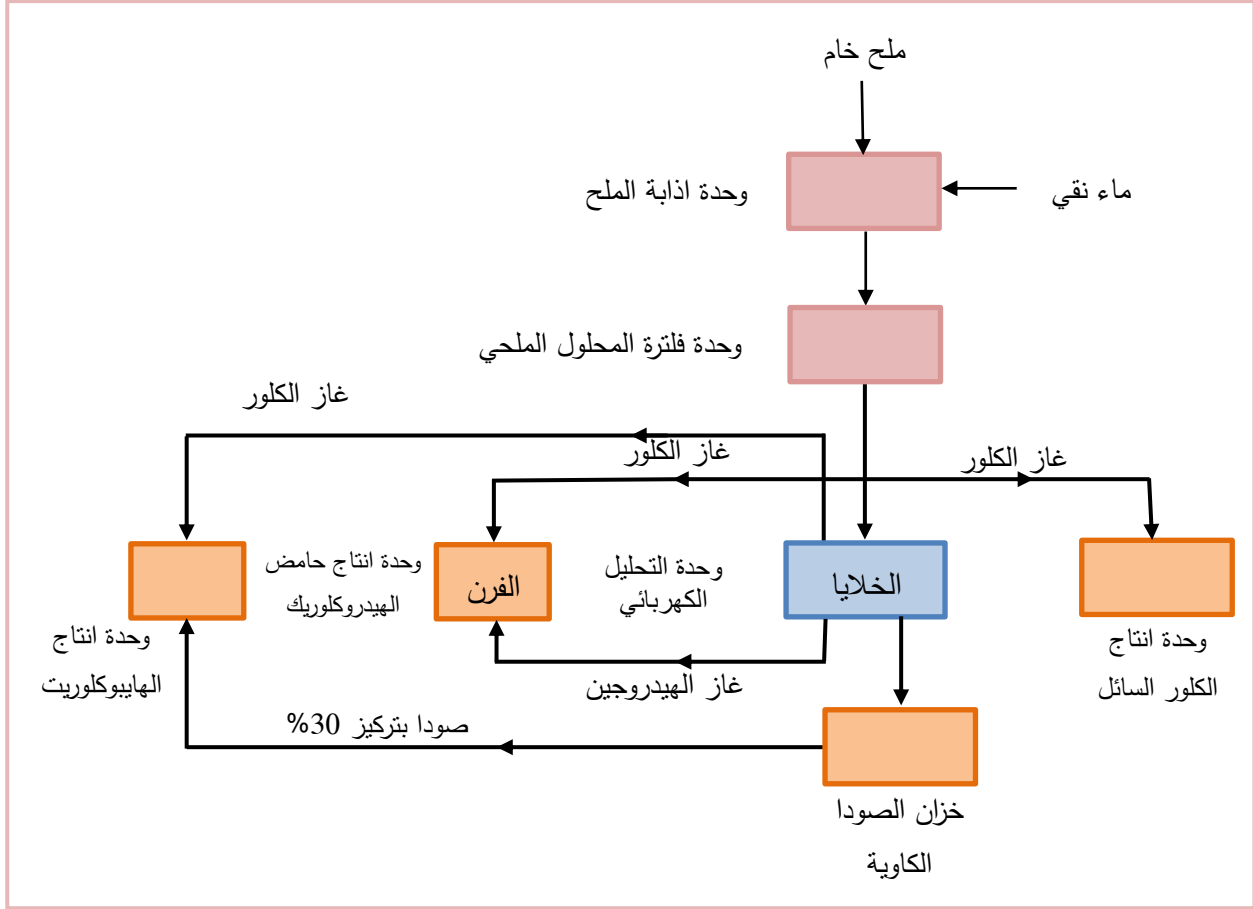 ملح خام
ماء نقي
وحدة اذابة الملح
وحدة فلترة المحلول الملحي
غاز الكلور
غاز الكلور
غاز الكلور
الخلايا
وحدة التحليل
الكهربائي
الفرن
وحدة انتاج حامض
الهيدروكلوريك
وحدة انتاج
الكلور السائل
وحدة انتاج
الهايبوكلوريت
غاز الهيدروجين
صودا بتركيز 30%
خزان الصودا
الكاوية